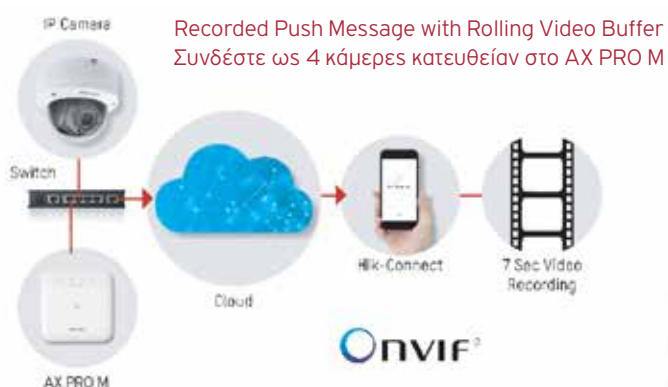 IP Camera
Recorded Push Message with Rolling Video Buffer
Συνδέστε ως 4 κάμερες κατευθείαν στο AX PRO M
Switch
Cloud
Hik-Connect
7 Sec Video
Recording
ONVIF
AX PRO M